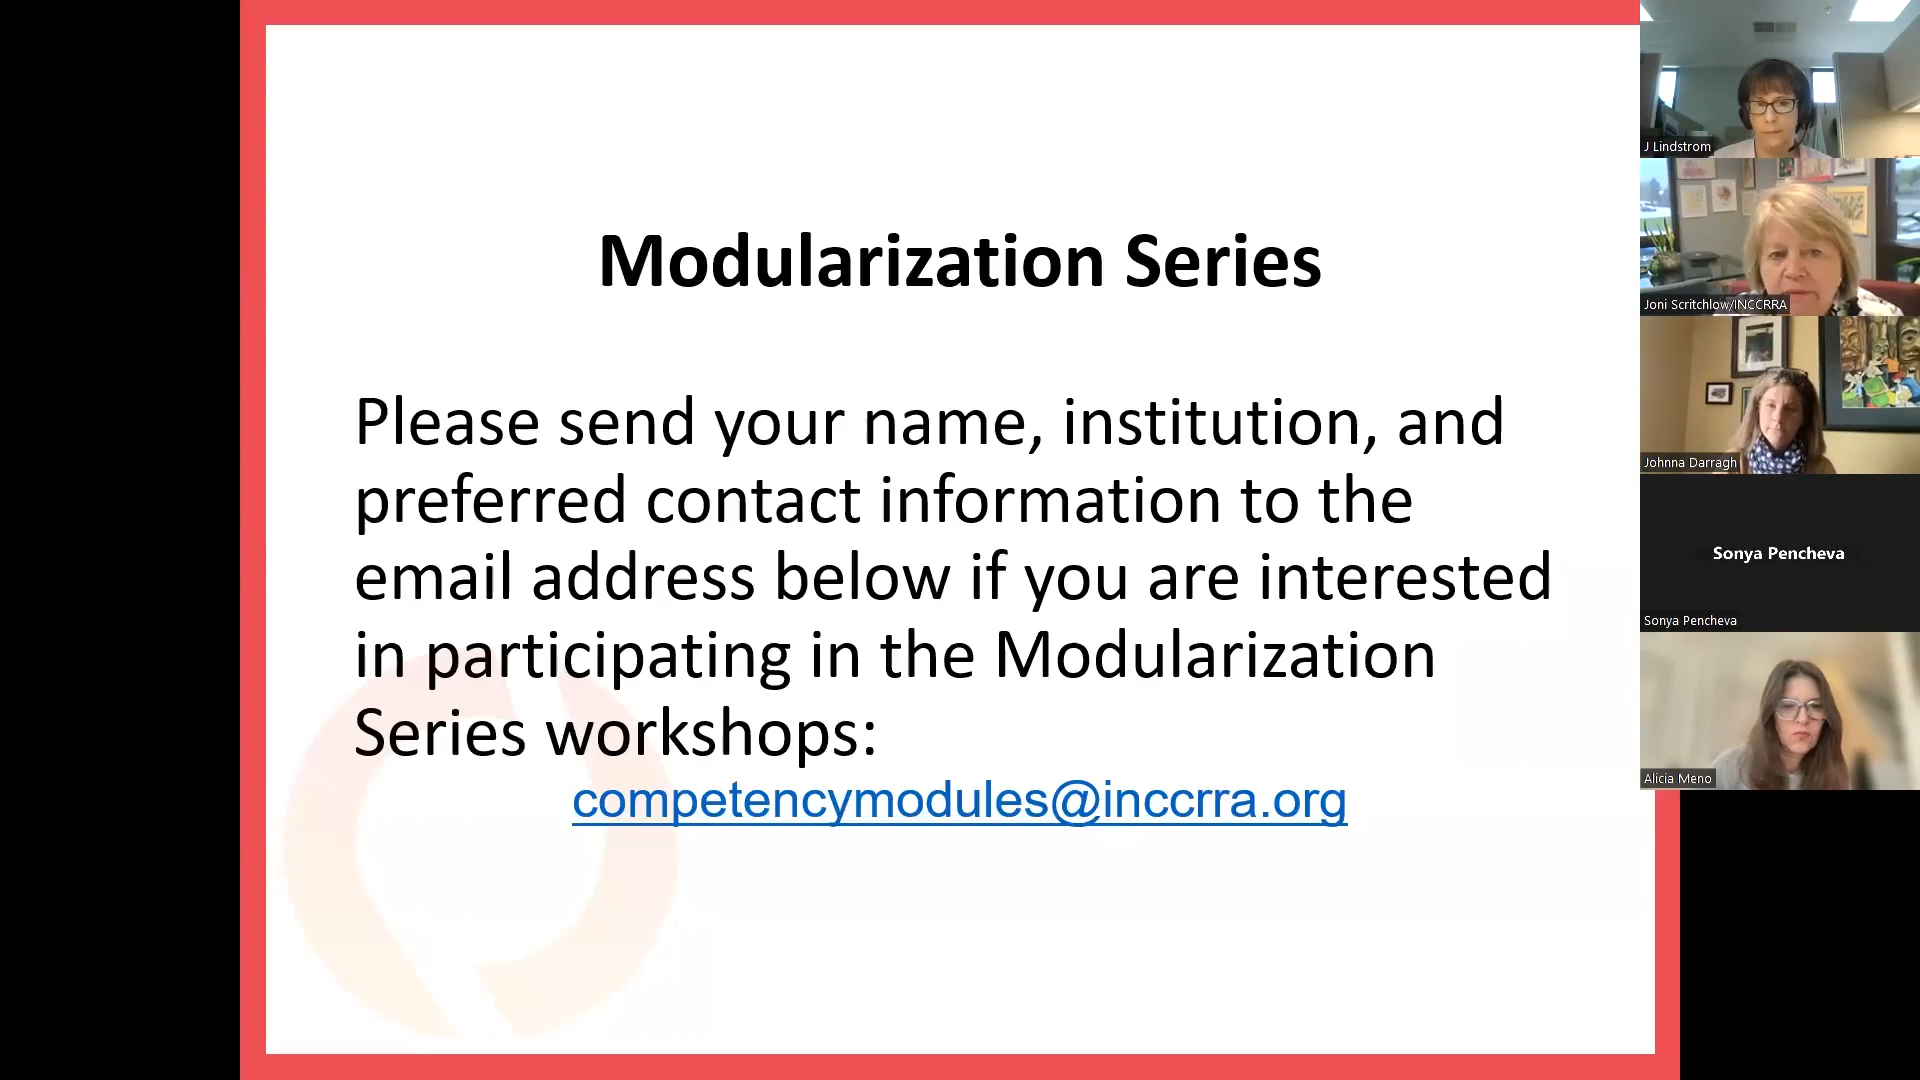 Modularization Series
Please send your name, institution, and
preferred contact information to the
email address below if you are interested
in participating in the Modularization
Series workshops:
competencymodules@inccrra.org
J Lindstrom
Joni Scritchlow/INCCRRA
Johnna Darragh
Sonya Pencheva
Sonya Pencheva
Alicia Meno